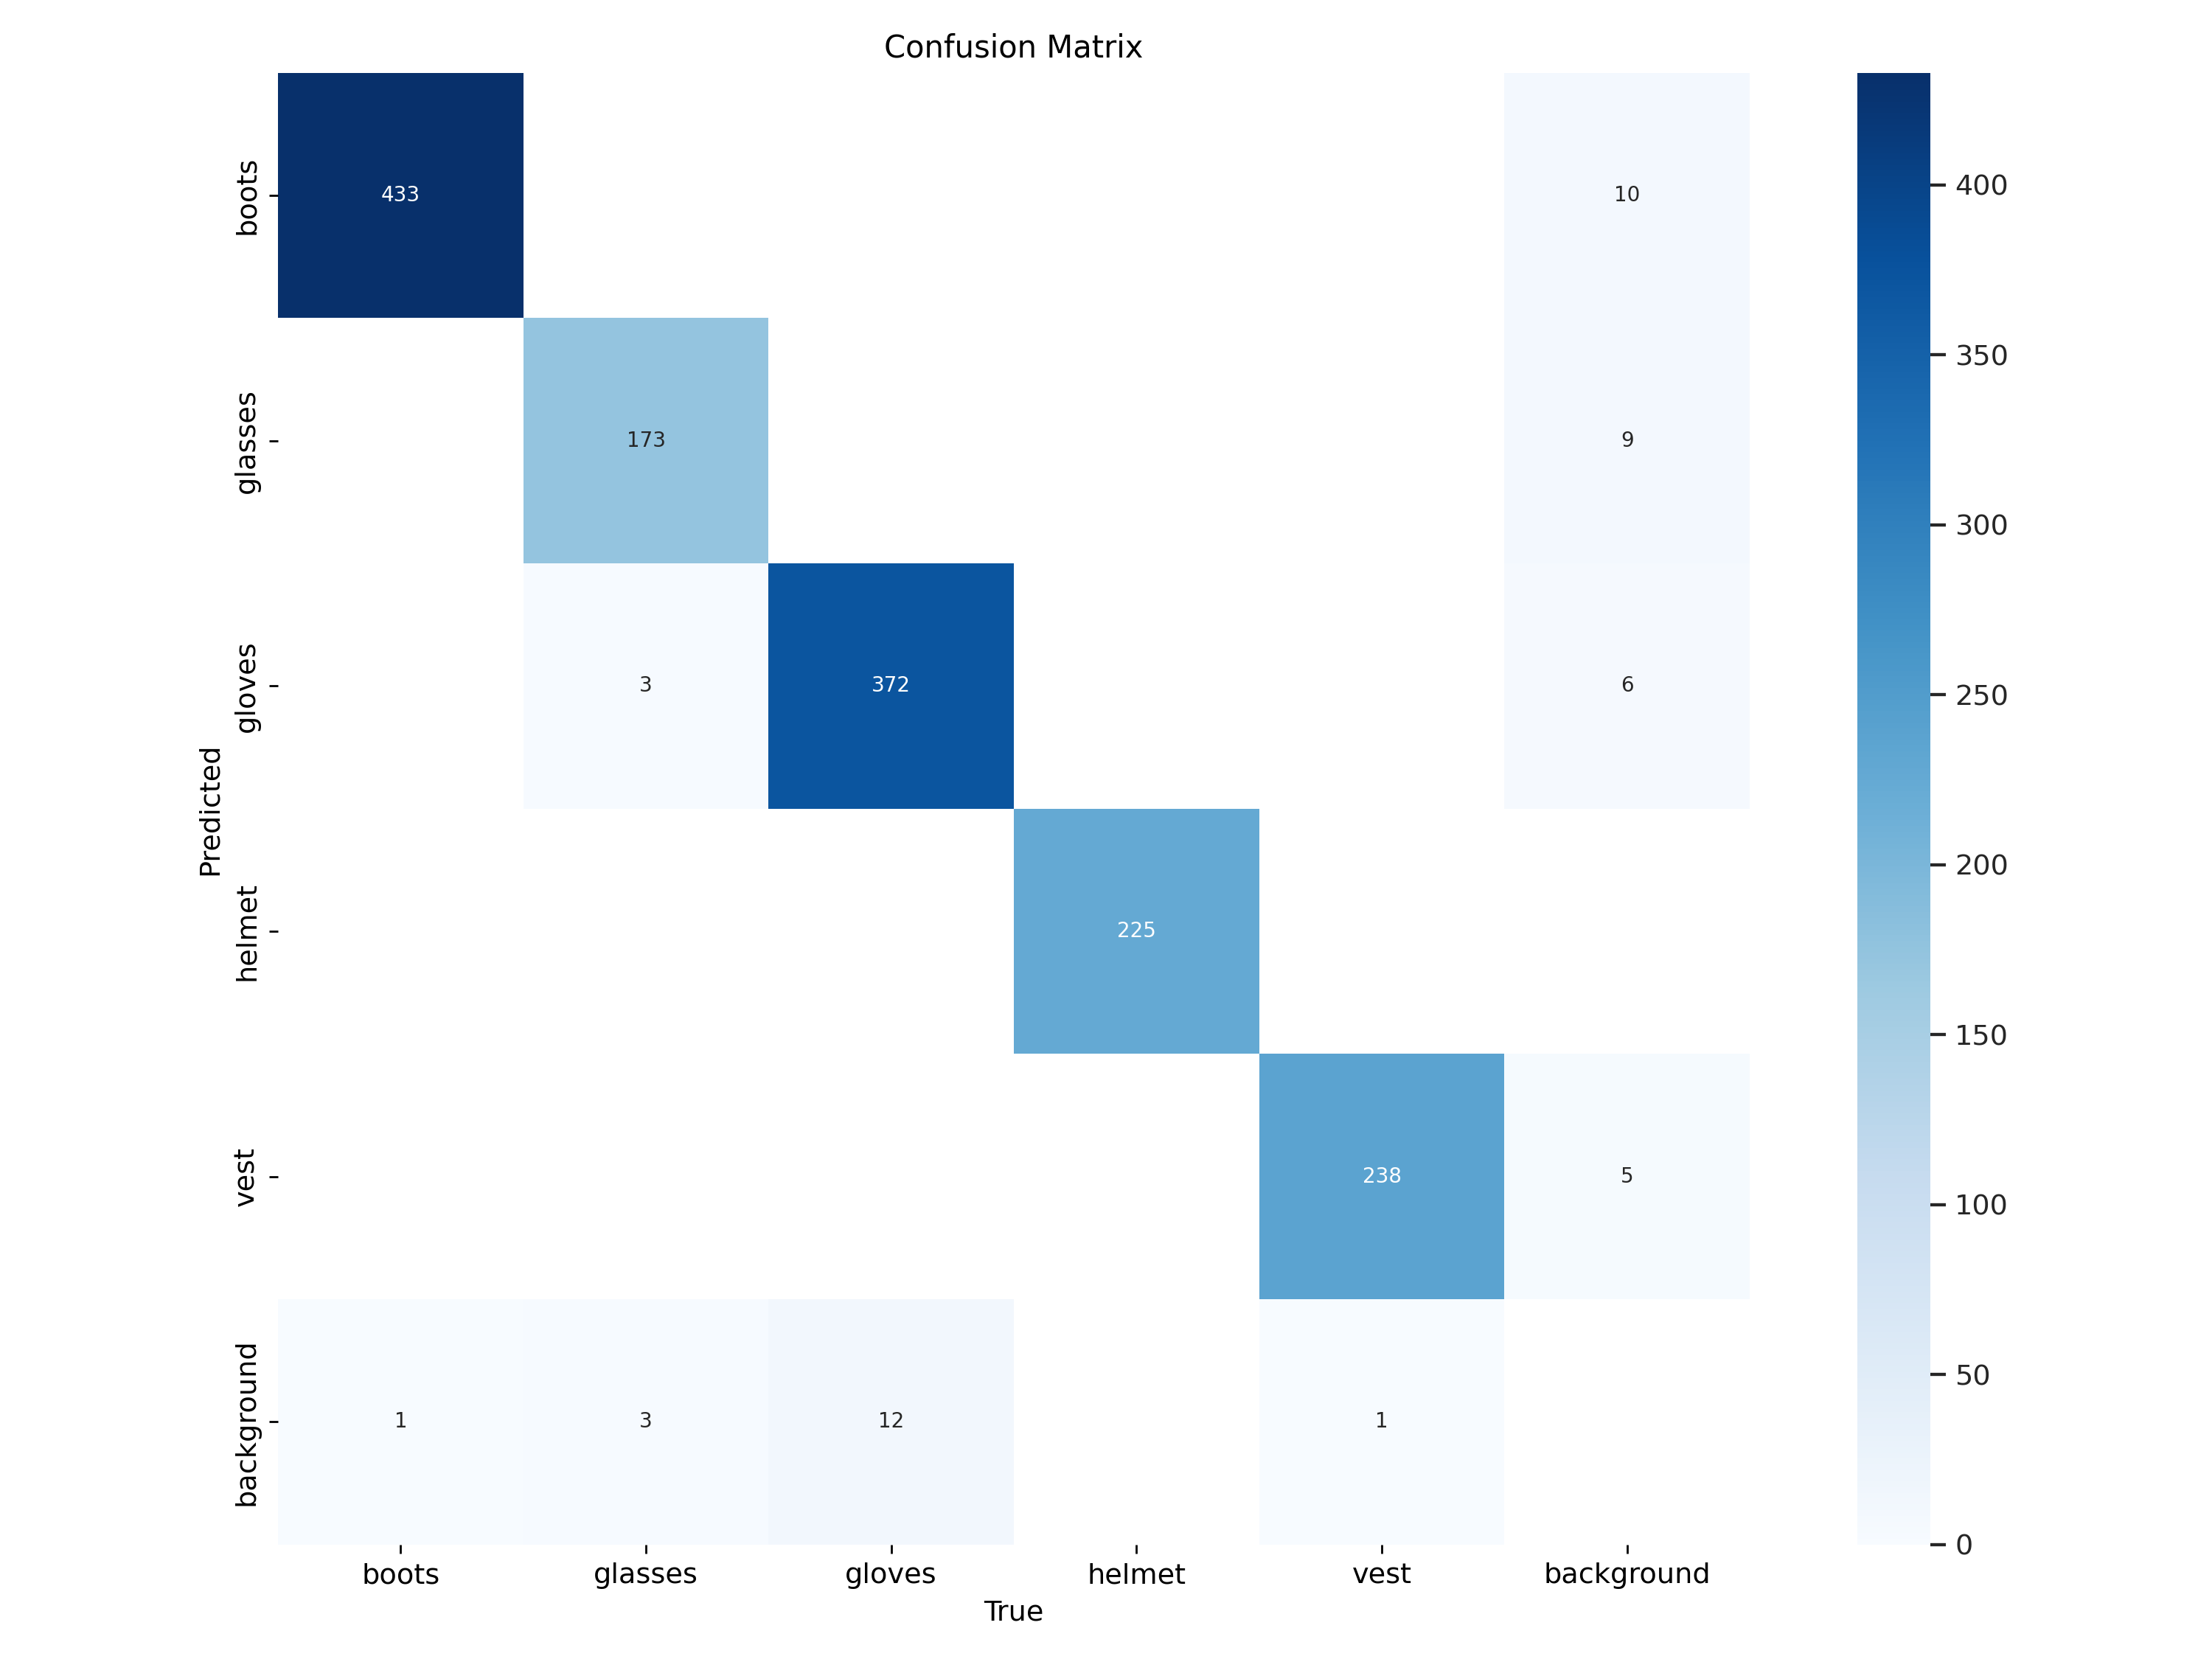 Confusion Matrix
boots
433
10
400
350
glasses
173
9
300
gloves
3
372
6
250
Predicted
200
helmet
225
150
vest
238
5
100
background
1
3
12
1
50
0
boots glasses gloves helmet vest background
True